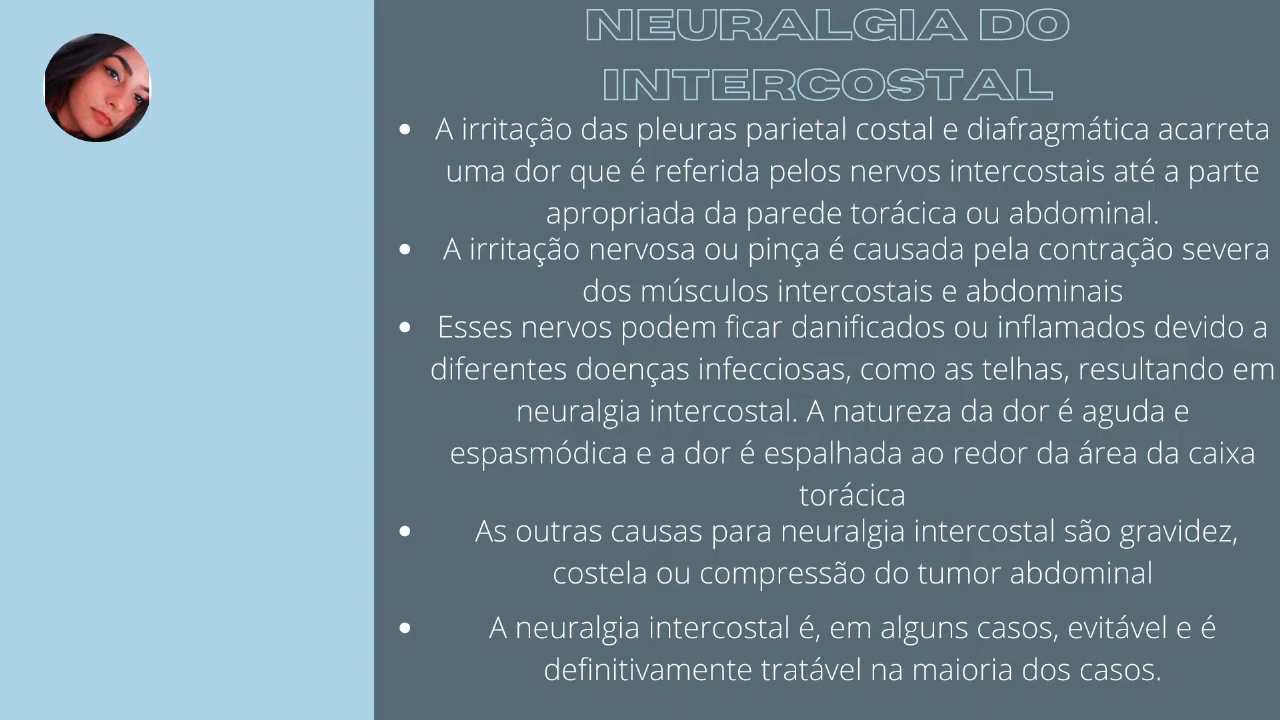 NEURALGIA DO
INTERCOSTAL
• A irritação das pleuras parietal costal e diafragmática acarreta
uma dor que é referida pelos nervos intercostais até a parte
apropriada da parede torácica ou abdominal.
• A irritação nervosa ou pinça é causada pela contração severa
dos músculos intercostais e abdominais
• Esses nervos podem ficar danificados ou inflamados devido a
diferentes doenças infecciosas, como as telhas, resultando em
neuralgia intercostal. A natureza da dor é aguda e
espasmódica e a dor é espalhada ao redor da área da caixa
torácica
• As outras causas para neuralgia intercostal são gravidez,
costela ou compressão do tumor abdominal
• A neuralgia intercostal é, em alguns casos, evitável e é
definitivamente tratável na maioria dos casos.